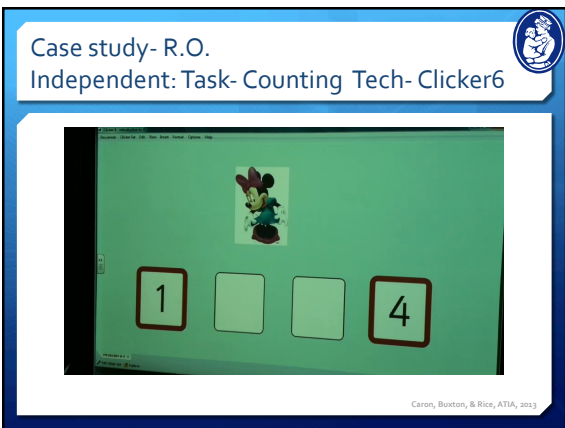 Case study- R.O.
Independent: Task- Counting Tech- Clicker6
1
4
Caron, Buxton, & Rice, ATIA, 2013